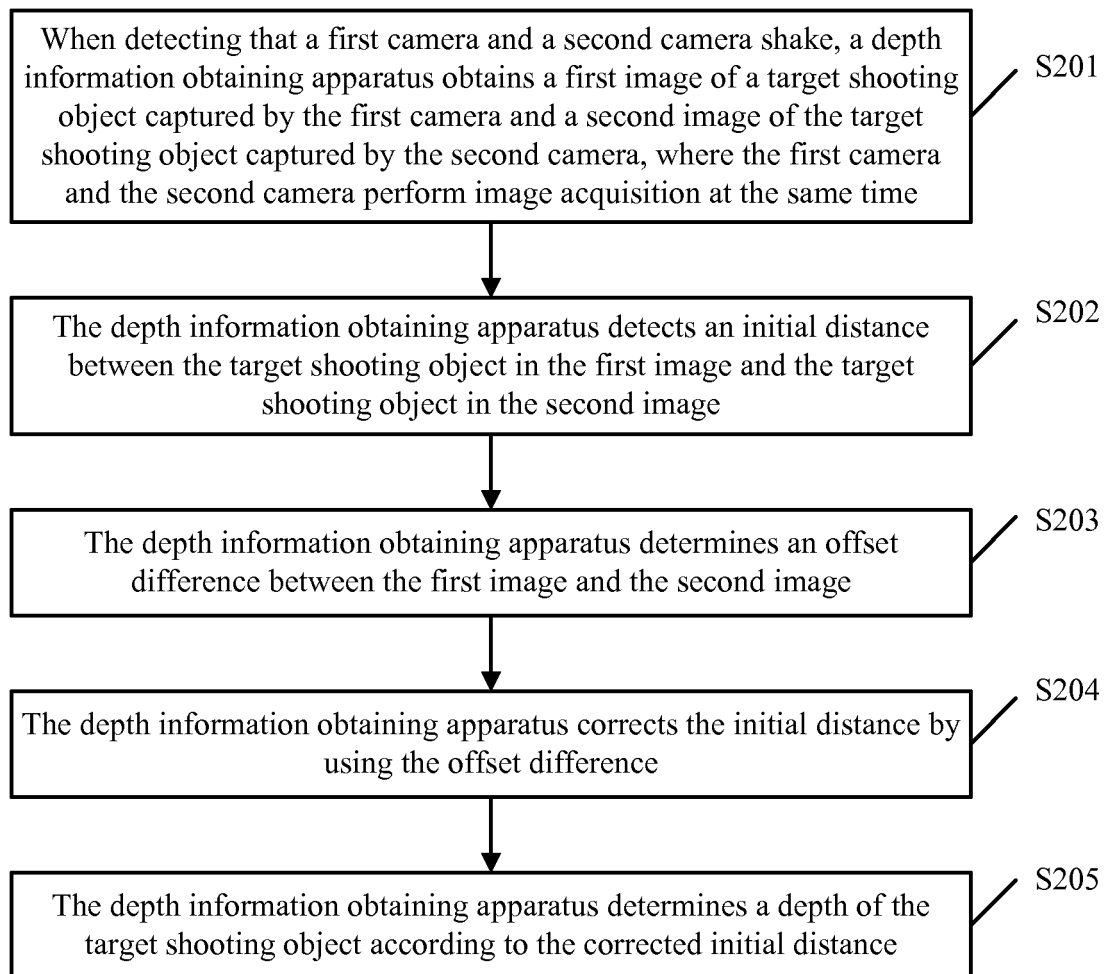 When detecting that a first camera and a second camera shake, a depth
information obtaining apparatus obtains a first image of a target shooting
object captured by the first camera and a second image of the target
shooting object captured by the second camera, where the first camera
and the second camera perform image acquisition at the same time
S201
The depth information obtaining apparatus detects an initial distance
between the target shooting object in the first image and the target
shooting object in the second image
S202
The depth information obtaining apparatus determines an offset
difference between the first image and the second image
S203
The depth information obtaining apparatus corrects the initial distance by
using the offset difference
S204
The depth information obtaining apparatus determines a depth of the
target shooting object according to the corrected initial distance
S205